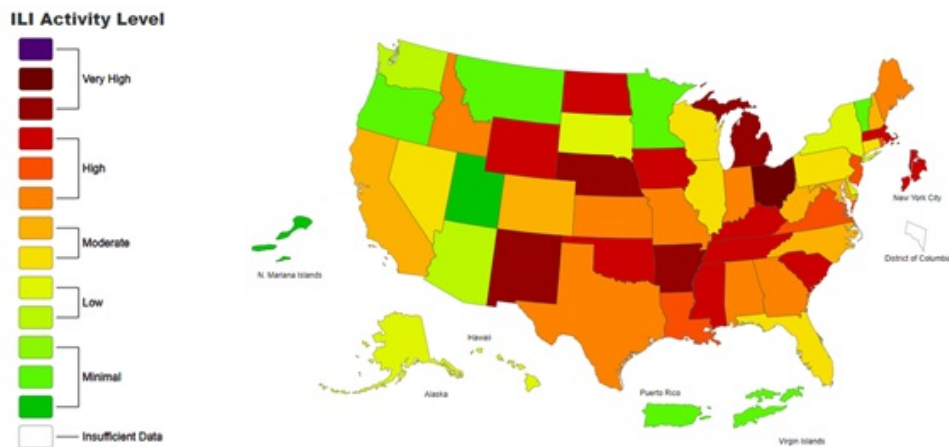 ILI Activity Level
Very High
High
Moderate
Low
Minimal
Insufficient Data
New York City
District of Columbi
N. Mariana Islands
Hawaii
Alaska
Puerto Rico
Virgin Islands